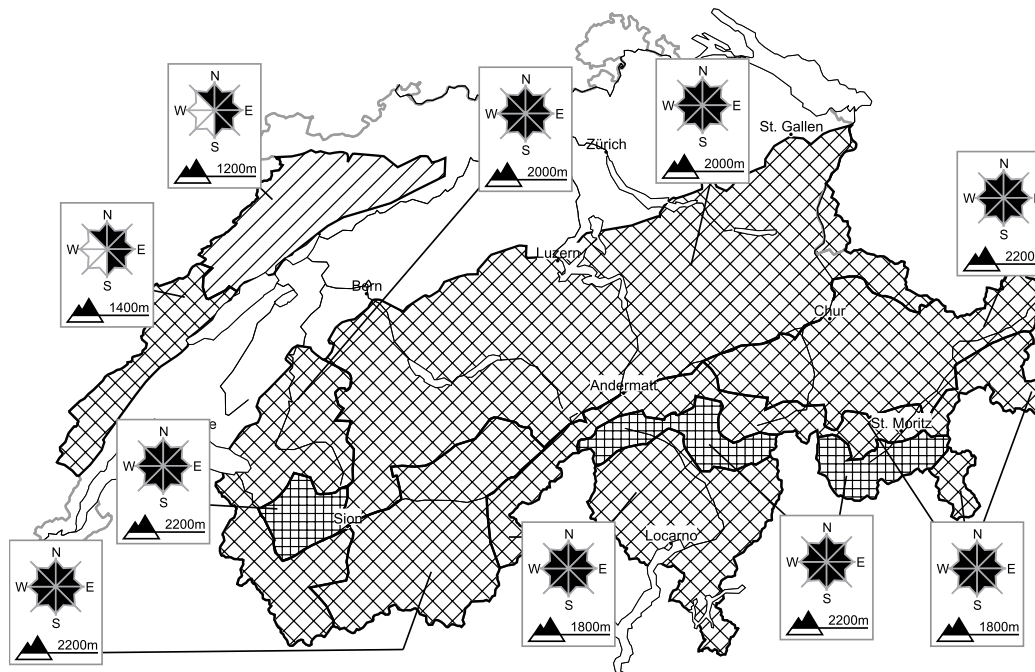 N
W E
S
1200m
N
W E
S
2000m
N
W E
S
2000m
St. Gallen
Zürich
N
W
2200
S
N
W E
S
1400m
Luzern
Bern
Chur
Andermatt
St. Moritz
e
N
W E
S
2200m
Sion
Locarno
N
W E
S
2200m
N
W E
S
1800m
N
W E
S
2200m
N
W E
S
1800m